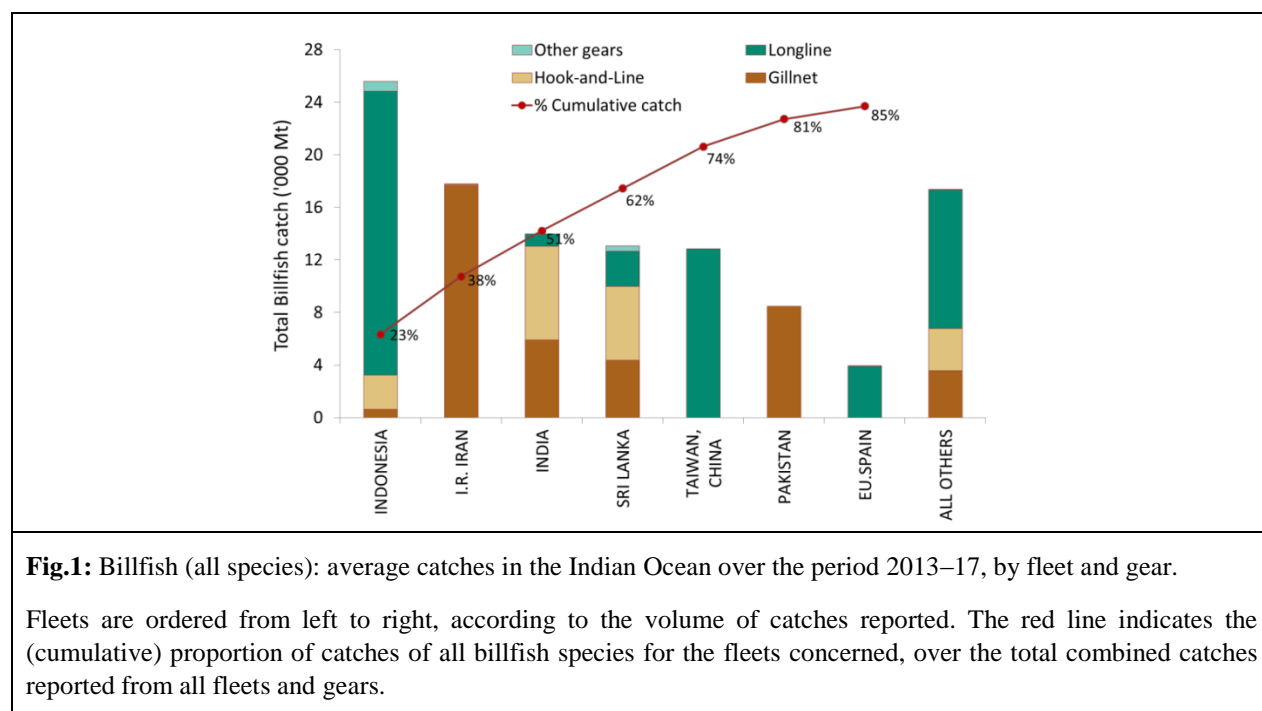 28
24
20
16
12
8
4
0
Total Billfish catch ('000 Mt)
Other gears
Longline
Hook-and-Line
Gillnet
% Cumulative catch
23%
38%
51%
62%
74%
81%
85%
INDONESIA
I.R. IRAN
INDIA
SRI LANKA
TAIWAN,
CHINA
PAKISTAN
EU.SPAIN
ALL OTHERS
Fig.1: Billfish (all species): average catches in the Indian Ocean over the period 2013–17, by fleet and gear.
Fleets are ordered from left to right, according to the volume of catches reported. The red line indicates the
(cumulative) proportion of catches of all billfish species for the fleets concerned, over the total combined catches
reported from all fleets and gears.